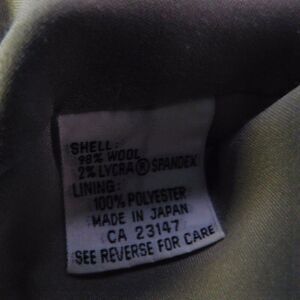 SHELL:
98% WOOL
2% LYCRA® SPANDEX
LINING:
100% POLYESTER
MADE IN JAPAN
CA 23147
SEE REVERSE FOR CARE